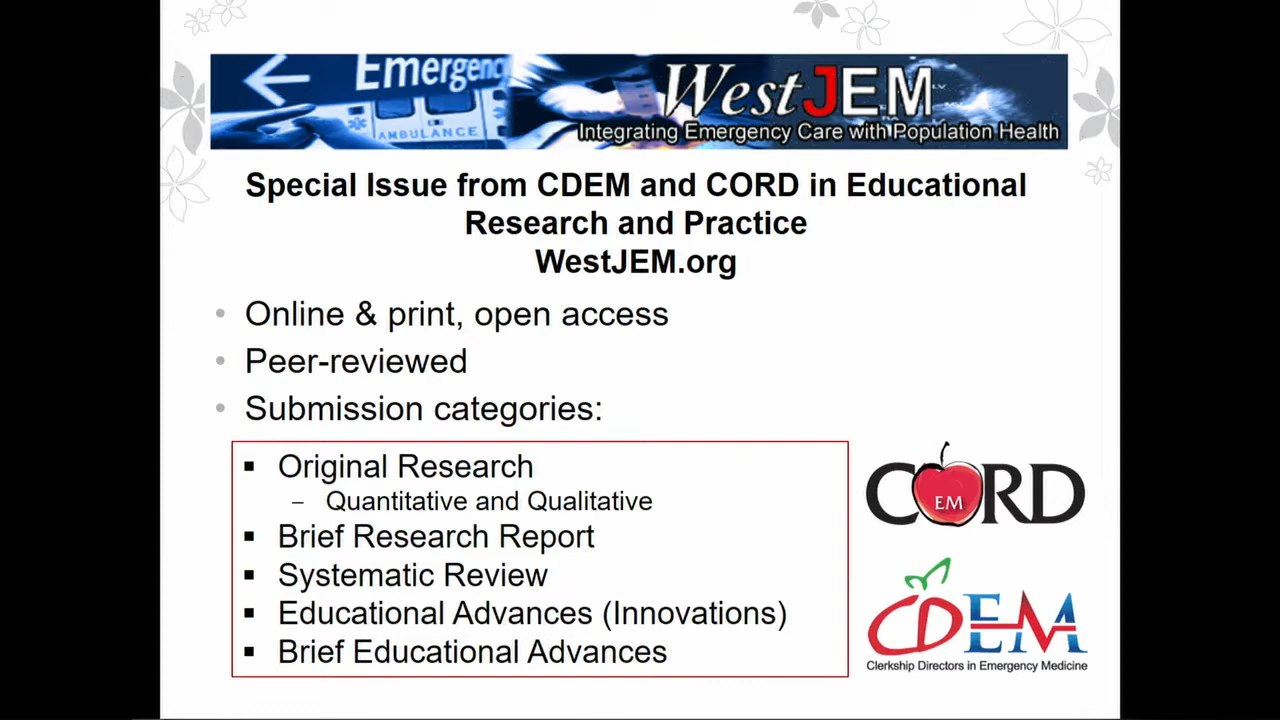 Emergenc
AMBULANCE
WestJEM
Integrating Emergency Care with Population Health
Special Issue from CDEM and CORD in Educational
Research and Practice
WestJEM.org
• Online & print, open access
• Peer-reviewed
• Submission categories:
▪ Original Research
– Quantitative and Qualitative
▪ Brief Research Report
▪ Systematic Review
▪ Educational Advances (Innovations)
▪ Brief Educational Advances
CORD
EM
CDEM
Clerkship Directors in Emergency Medicine